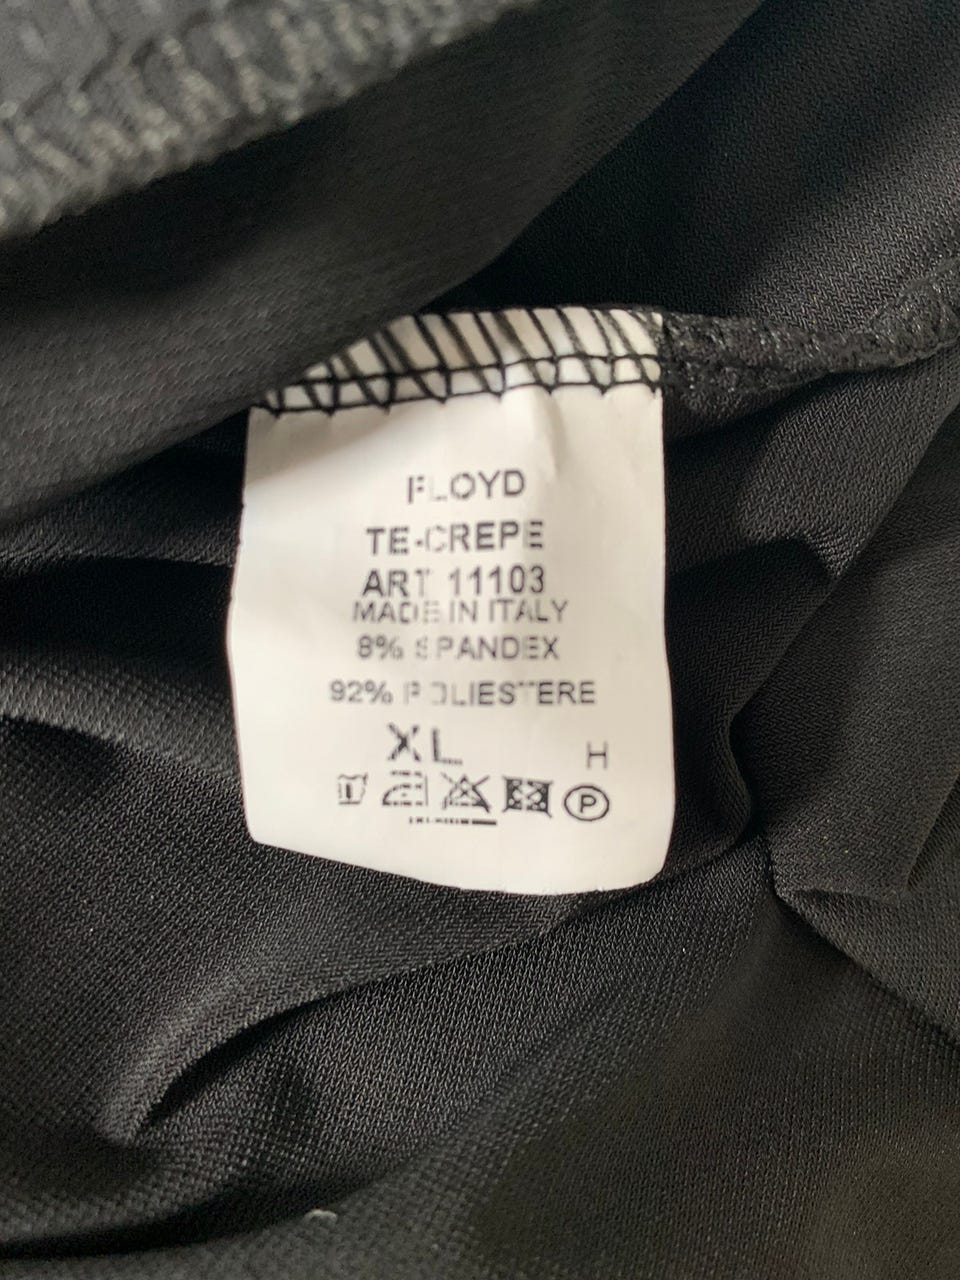 FLOYD
TE-CREPE
ART 11103
MADE IN ITALY
8% SPANDEX
92% POLIESTERE
XL H
P